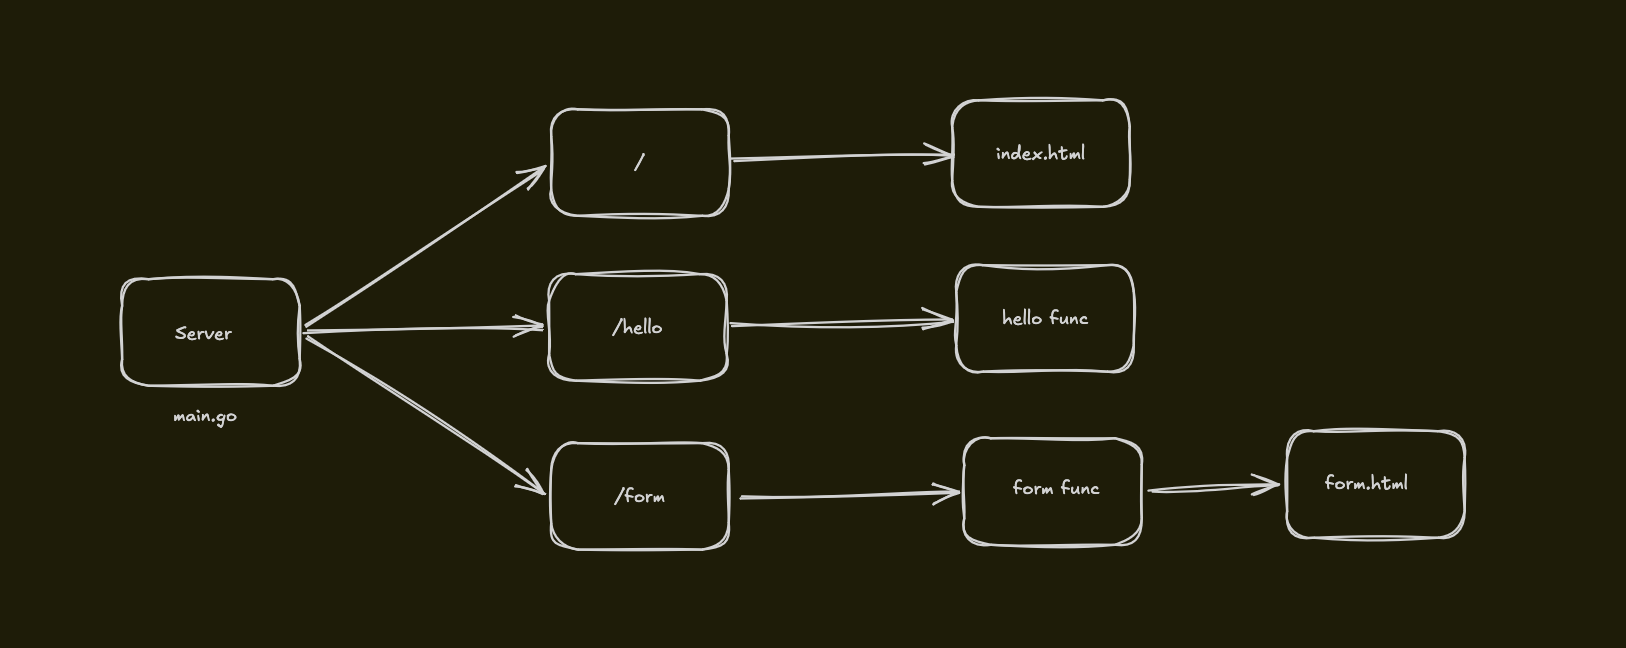 /
index.html
Server
main.go
/hello
hello func
/form
form func
form.html